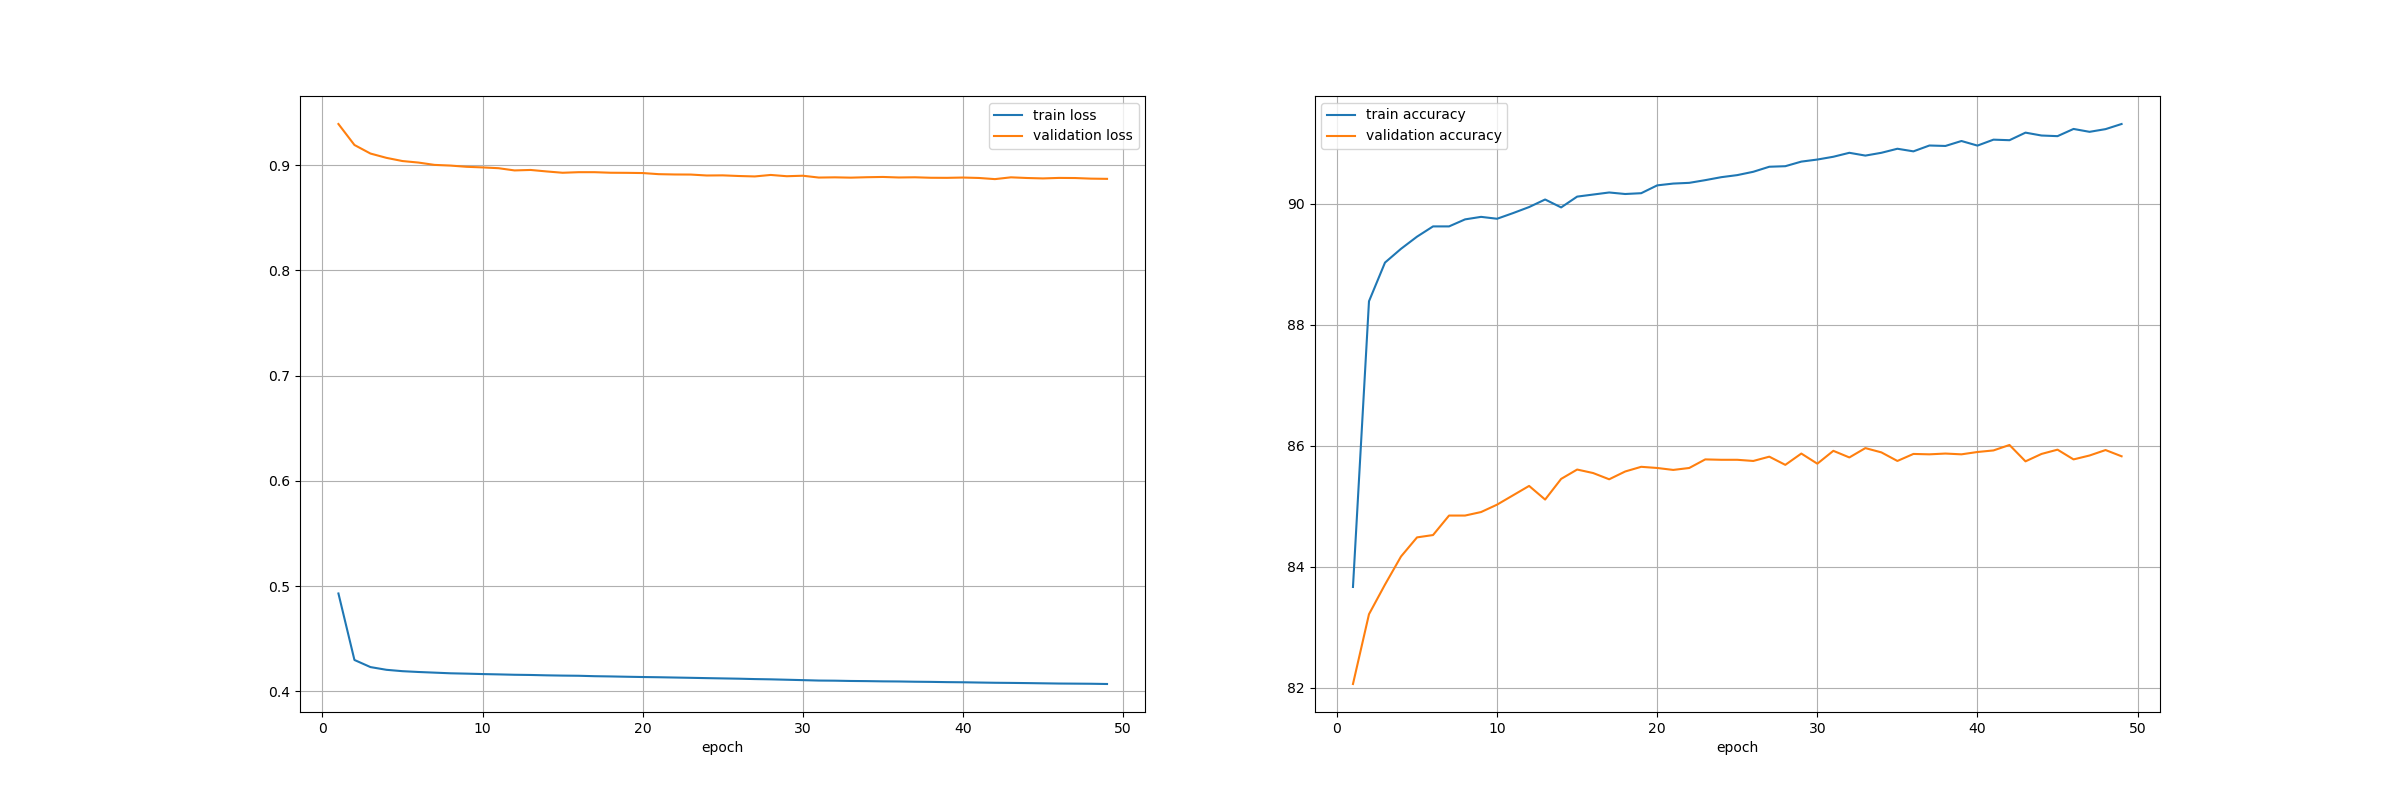 train loss
validation loss
0.9
0.8
0.7
0.6
0.5
0.4
0 10 20 30 40 50
epoch
train accuracy
validation accuracy
90
88
86
84
82
0 10 20 30 40 50
epoch